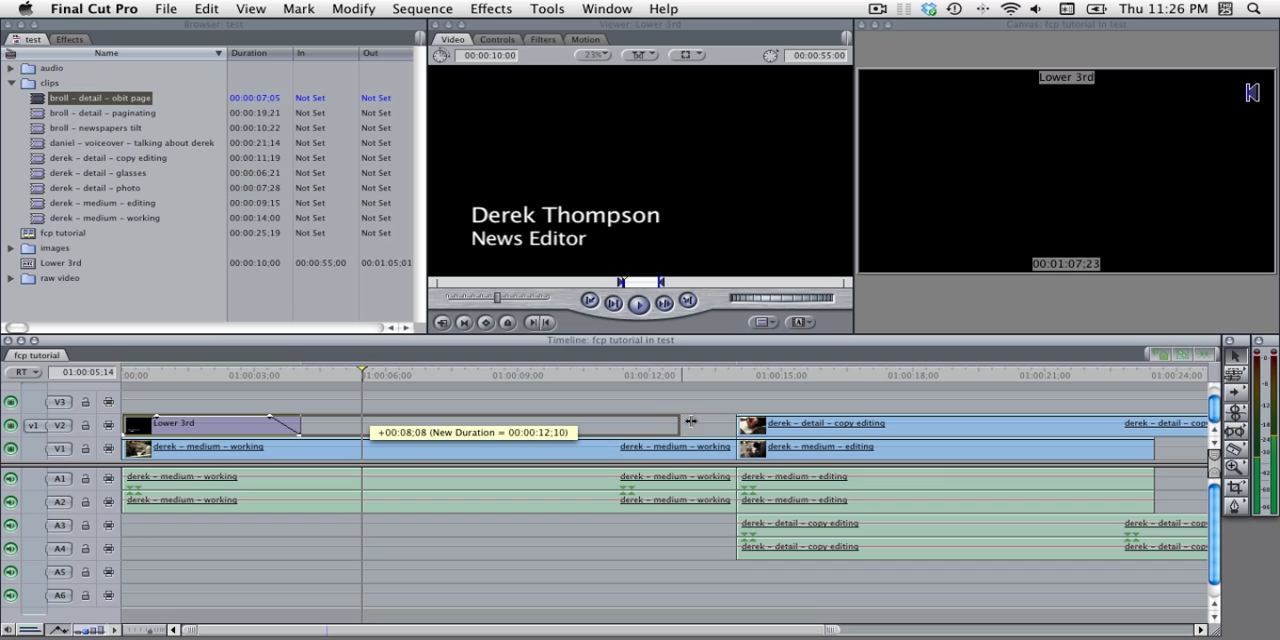 Final Cut Pro File Edit View Mark Modify Sequence Effects Tools Window Help Thu 11:26 PM
Browser: test
Viewer: Lower 3rd
Canvas: fcp tutorial in test
test Effects
Video Controls Filters Motion
Name Duration In Out
00:00:10:00 23% 00:00:55:00
audio
clips
broll - detail - obit page 00:00:07;05 Not Set Not Set
broll - detail - paginating 00:00:19;21 Not Set Not Set
broll - newspapers tilt 00:00:10;22 Not Set Not Set
daniel - voiceover - talking about derek 00:00:21;14 Not Set Not Set
derek - detail - copy editing 00:00:11;19 Not Set Not Set
derek - detail - glasses 00:00:06;21 Not Set Not Set
derek - detail - photo 00:00:07;28 Not Set Not Set
derek - medium - editing 00:00:09;15 Not Set Not Set
derek - medium - working 00:00:14;00 Not Set Not Set
fcp tutorial 00:00:25;19 Not Set Not Set
images
Lower 3rd 00:00:10;00 00:00:55;00 00:01:05;01
raw video
Derek Thompson
News Editor
Lower 3rd
00:01:07;23
Timeline: fcp tutorial in test
fcp tutorial
RT 01:00:05;14 00;00 01:00:03;00 01:00:06;00 01:00:09;00 01:00:12;00 01:00:15;00 01:00:18;00 01:00:21;00 01:00:24;00
V3
v1 V2 Lower 3rd derek - detail - copy editing derek - detail - cop
+00:08;08 (New Duration = 00:00:12;10)
V1 derek - medium - working derek - medium - working derek - medium - editing
A1 derek - medium - working derek - medium - working derek - medium - editing
A2 derek - medium - working derek - medium - working derek - medium - editing
A3 derek - detail - copy editing derek - detail - cop
A4 derek - detail - copy editing derek - detail - cop
A5
A6